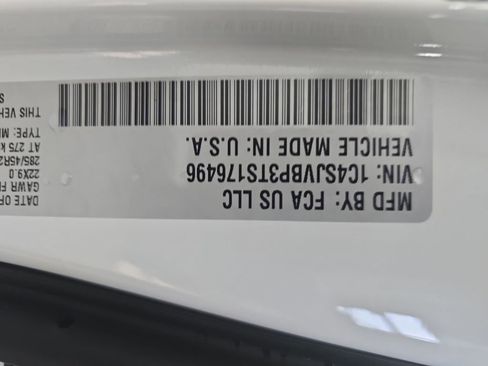 MFD BY: FCA US LLC
VIN: 1C4SJVBP3TS176496
VEHICLE MADE IN: U.S.A.
DATE OF
GAWR F
22X9.0
285/45R2
AT 275 k
TYPE: M
THIS VEH
S